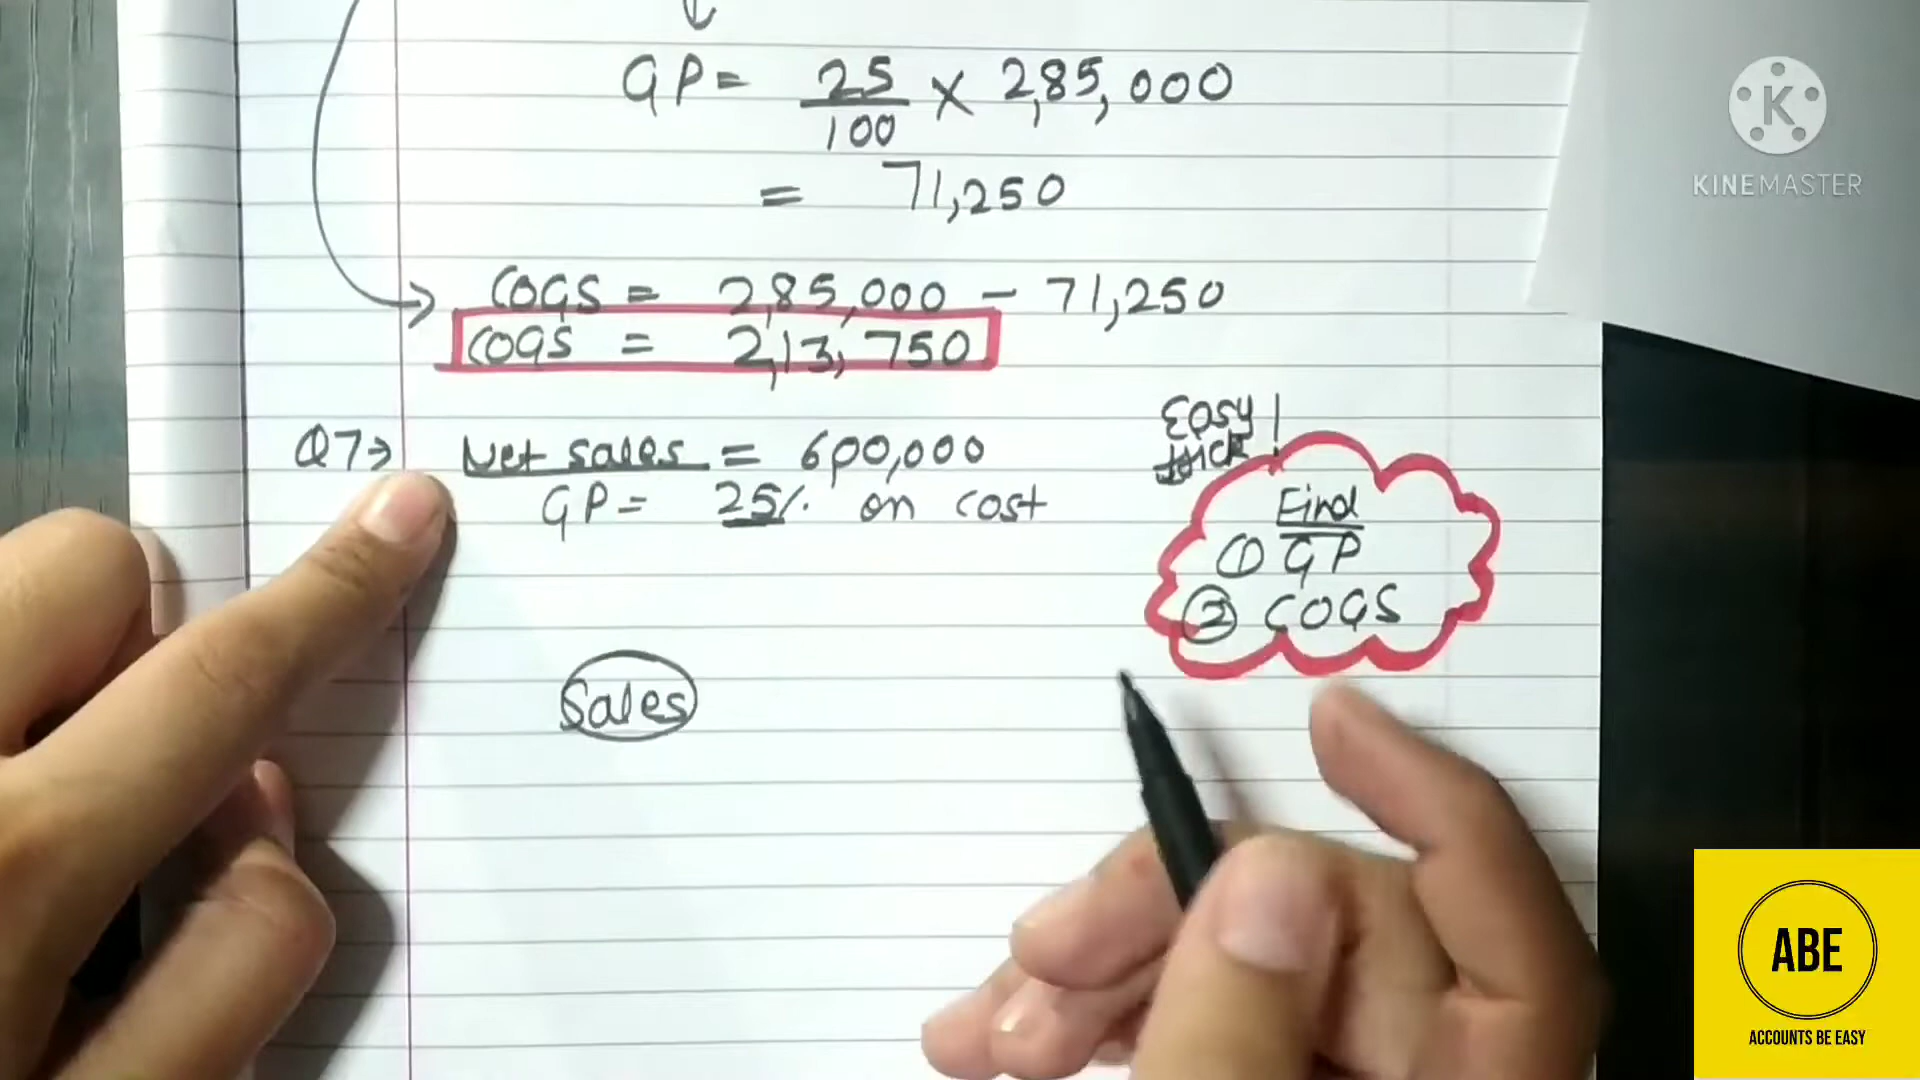 GP = 25/100 × 2,85,000
= 71,250
COGS = 2,85,000 - 71,250
COGS = 2,13,750
Q7→ Net sales = 600,000
GP = 25% on cost
Easy!
trick
Find
① GP
② COGS
Sales
K
KINEMASTER
ABE
ACCOUNTS BE EASY